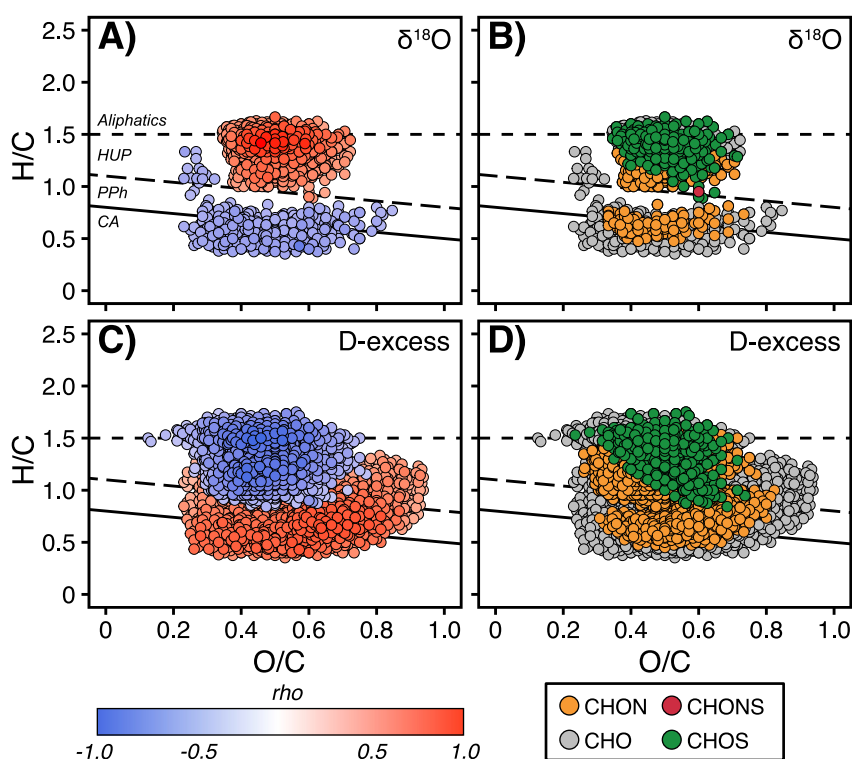 A) δ¹⁸O
B) δ¹⁸O
2.5
2.0
1.5
1.0
0.5
0
H/C
Aliphatics
HUP
PPh
CA
C) D-excess
D) D-excess
2.5
2.0
1.5
1.0
0.5
0
H/C
0 0.2 0.4 0.6 0.8 1.0
0 0.2 0.4 0.6 0.8 1.0
O/C
O/C
rho
-1.0 -0.5 0.5 1.0
CHON CHONS
CHO CHOS